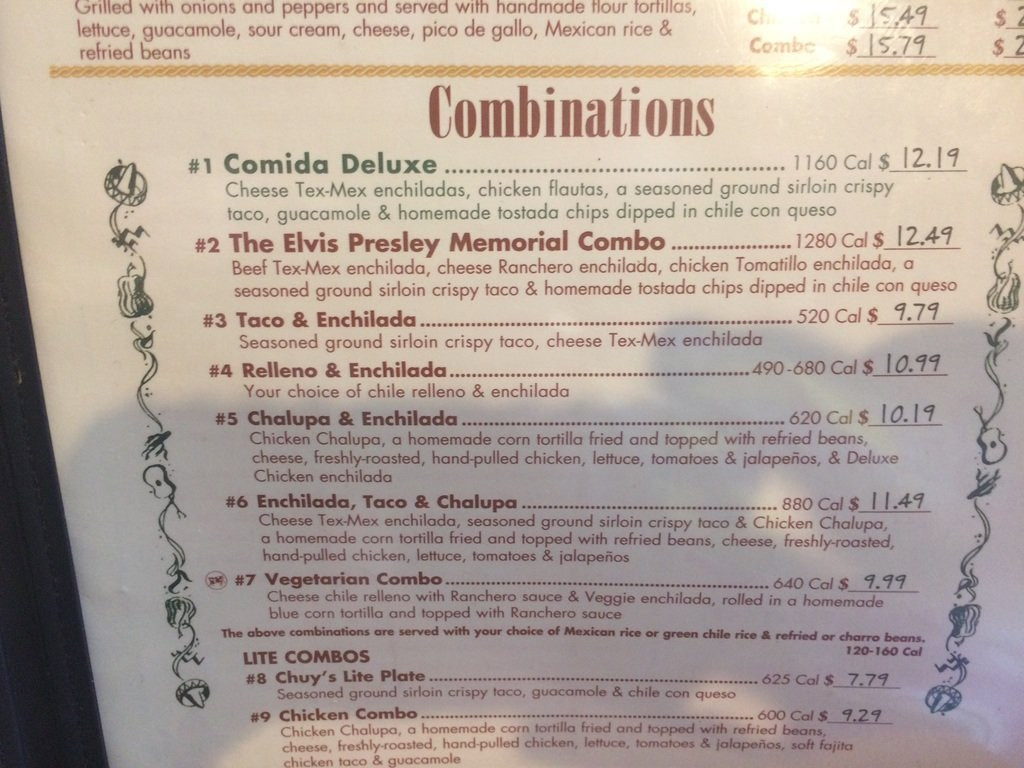 Grilled with onions and peppers and served with handmade flour tortillas,
lettuce, guacamole, sour cream, cheese, pico de gallo, Mexican rice &
refried beans
$ 15.49 $ 2
Combo $ 15.79 $ 2
Combinations
#1 Comida Deluxe ........................ 1160 Cal $ 12.19
Cheese Tex-Mex enchiladas, chicken flautas, a seasoned ground sirloin crispy
taco, guacamole & homemade tostada chips dipped in chile con queso
#2 The Elvis Presley Memorial Combo .................. 1280 Cal $ 12.49
Beef Tex-Mex enchilada, cheese Ranchero enchilada, chicken Tomatillo enchilada, a
seasoned ground sirloin crispy taco & homemade tostada chips dipped in chile con queso
#3 Taco & Enchilada ........................ 520 Cal $ 9.79
Seasoned ground sirloin crispy taco, cheese Tex-Mex enchilada
#4 Relleno & Enchilada ........................ 490-680 Cal $ 10.99
Your choice of chile relleno & enchilada
#5 Chalupa & Enchilada ........................ 620 Cal $ 10.19
Chicken Chalupa, a homemade corn tortilla fried and topped with refried beans,
cheese, freshly-roasted, hand-pulled chicken, lettuce, tomatoes & jalapeños, & Deluxe
Chicken enchilada
#6 Enchilada, Taco & Chalupa ........................ 880 Cal $ 11.49
Cheese Tex-Mex enchilada, seasoned ground sirloin crispy taco & Chicken Chalupa,
a homemade corn tortilla fried and topped with refried beans, cheese, freshly-roasted,
hand-pulled chicken, lettuce, tomatoes & jalapeños
#7 Vegetarian Combo ........................ 640 Cal $ 9.99
Cheese chile relleno with Ranchero sauce & Veggie enchilada, rolled in a homemade
blue corn tortilla and topped with Ranchero sauce
The above combinations are served with your choice of Mexican rice or green chile rice & refried or charro beans.
120-160 Cal
LITE COMBOS
#8 Chuy's Lite Plate ........................ 625 Cal $ 7.79
Seasoned ground sirloin crispy taco, guacamole & chile con queso
#9 Chicken Combo ........................ 600 Cal $ 9.29
Chicken Chalupa, a homemade corn tortilla fried and topped with refried beans,
cheese, freshly-roasted, hand-pulled chicken, lettuce, tomatoes & jalapeños, soft fajita
chicken taco & guacamole